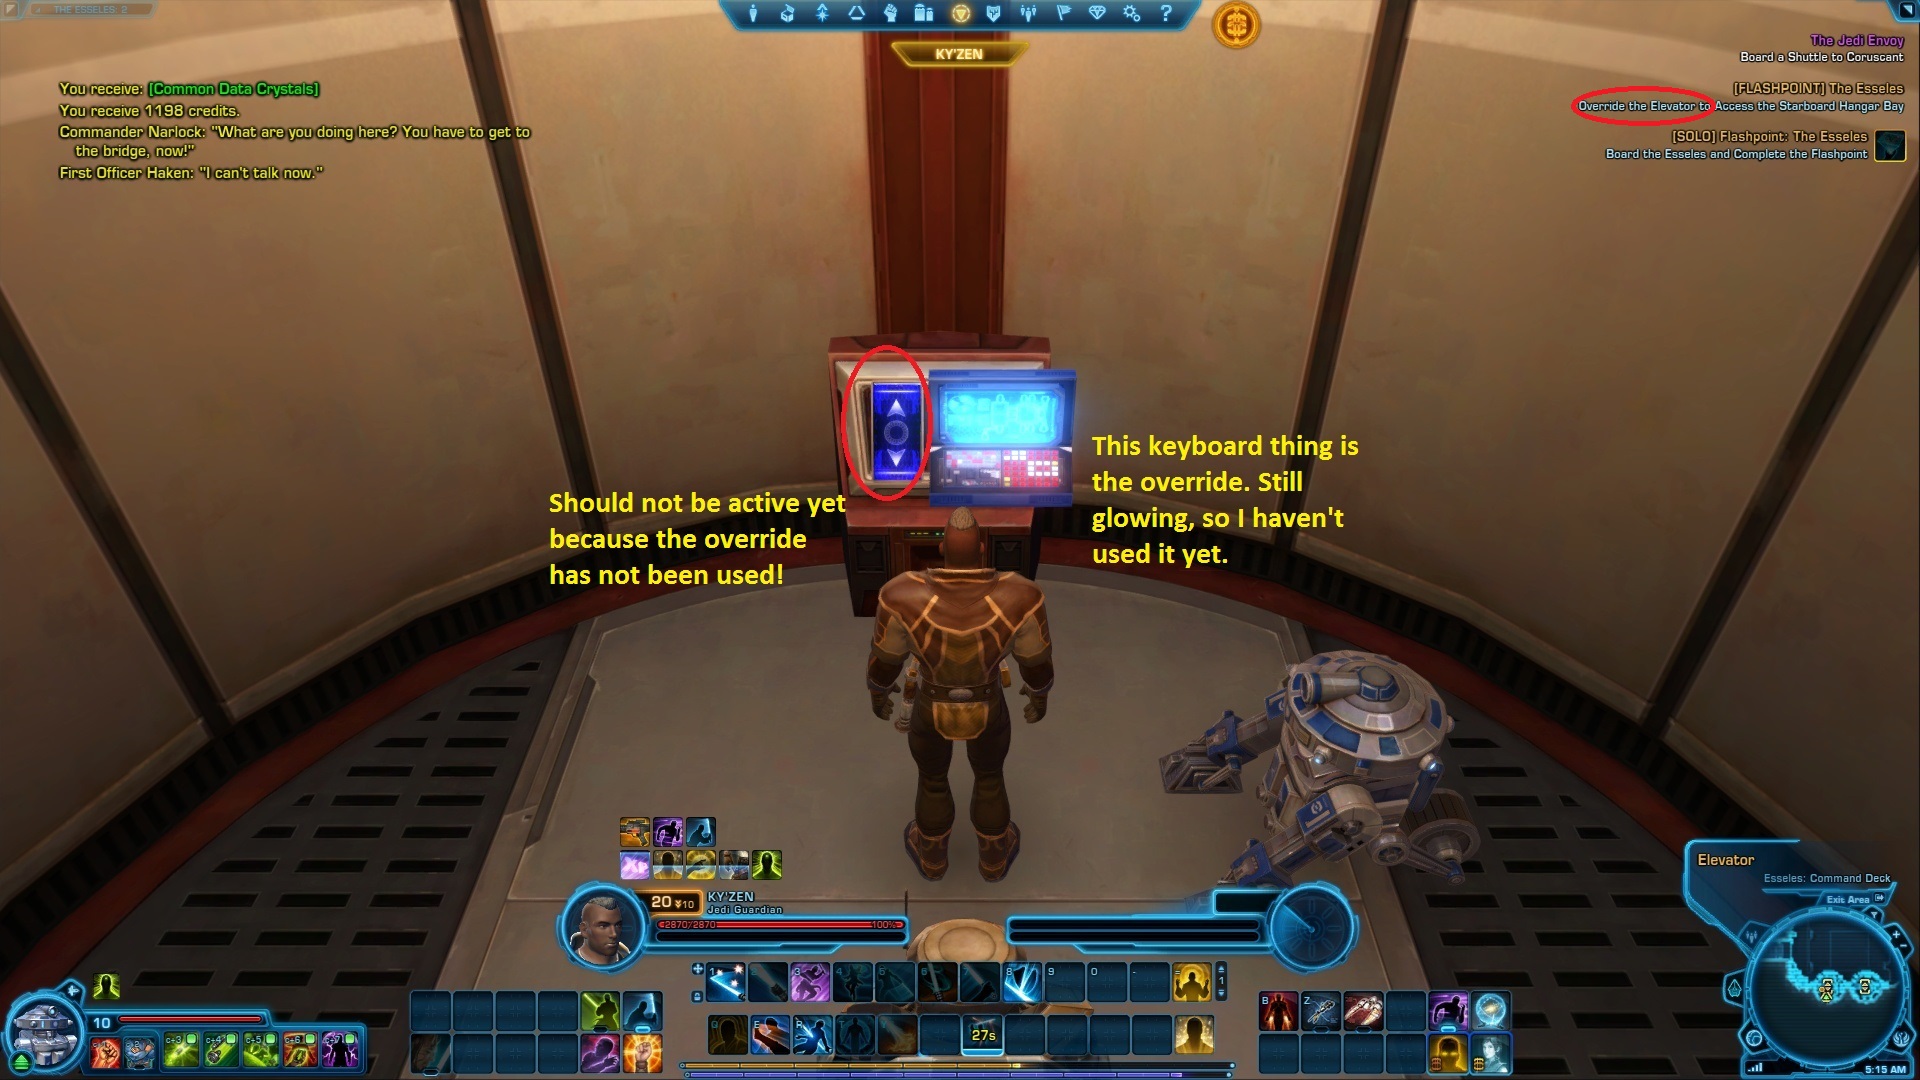 THE ESSELES: 2
KY'ZEN
The Jedi Envoy
Board a Shuttle to Coruscant
[FLASHPOINT] The Esseles
Override the Elevator to Access the Starboard Hangar Bay
[SOLO] Flashpoint: The Esseles
Board the Esseles and Complete the Flashpoint
You receive: [Common Data Crystals]
You receive 1198 credits.
Commander Narlock: "What are you doing here? You have to get to
the bridge, now!"
First Officer Haken: "I can't talk now."
This keyboard thing is
the override. Still
glowing, so I haven't
used it yet.
Should not be active yet
because the override
has not been used!
20 10
KY'ZEN
Jedi Guardian
2870/2870 100%
Elevator
Esseles: Command Deck
Exit Area
10
27s
1
5:15 AM